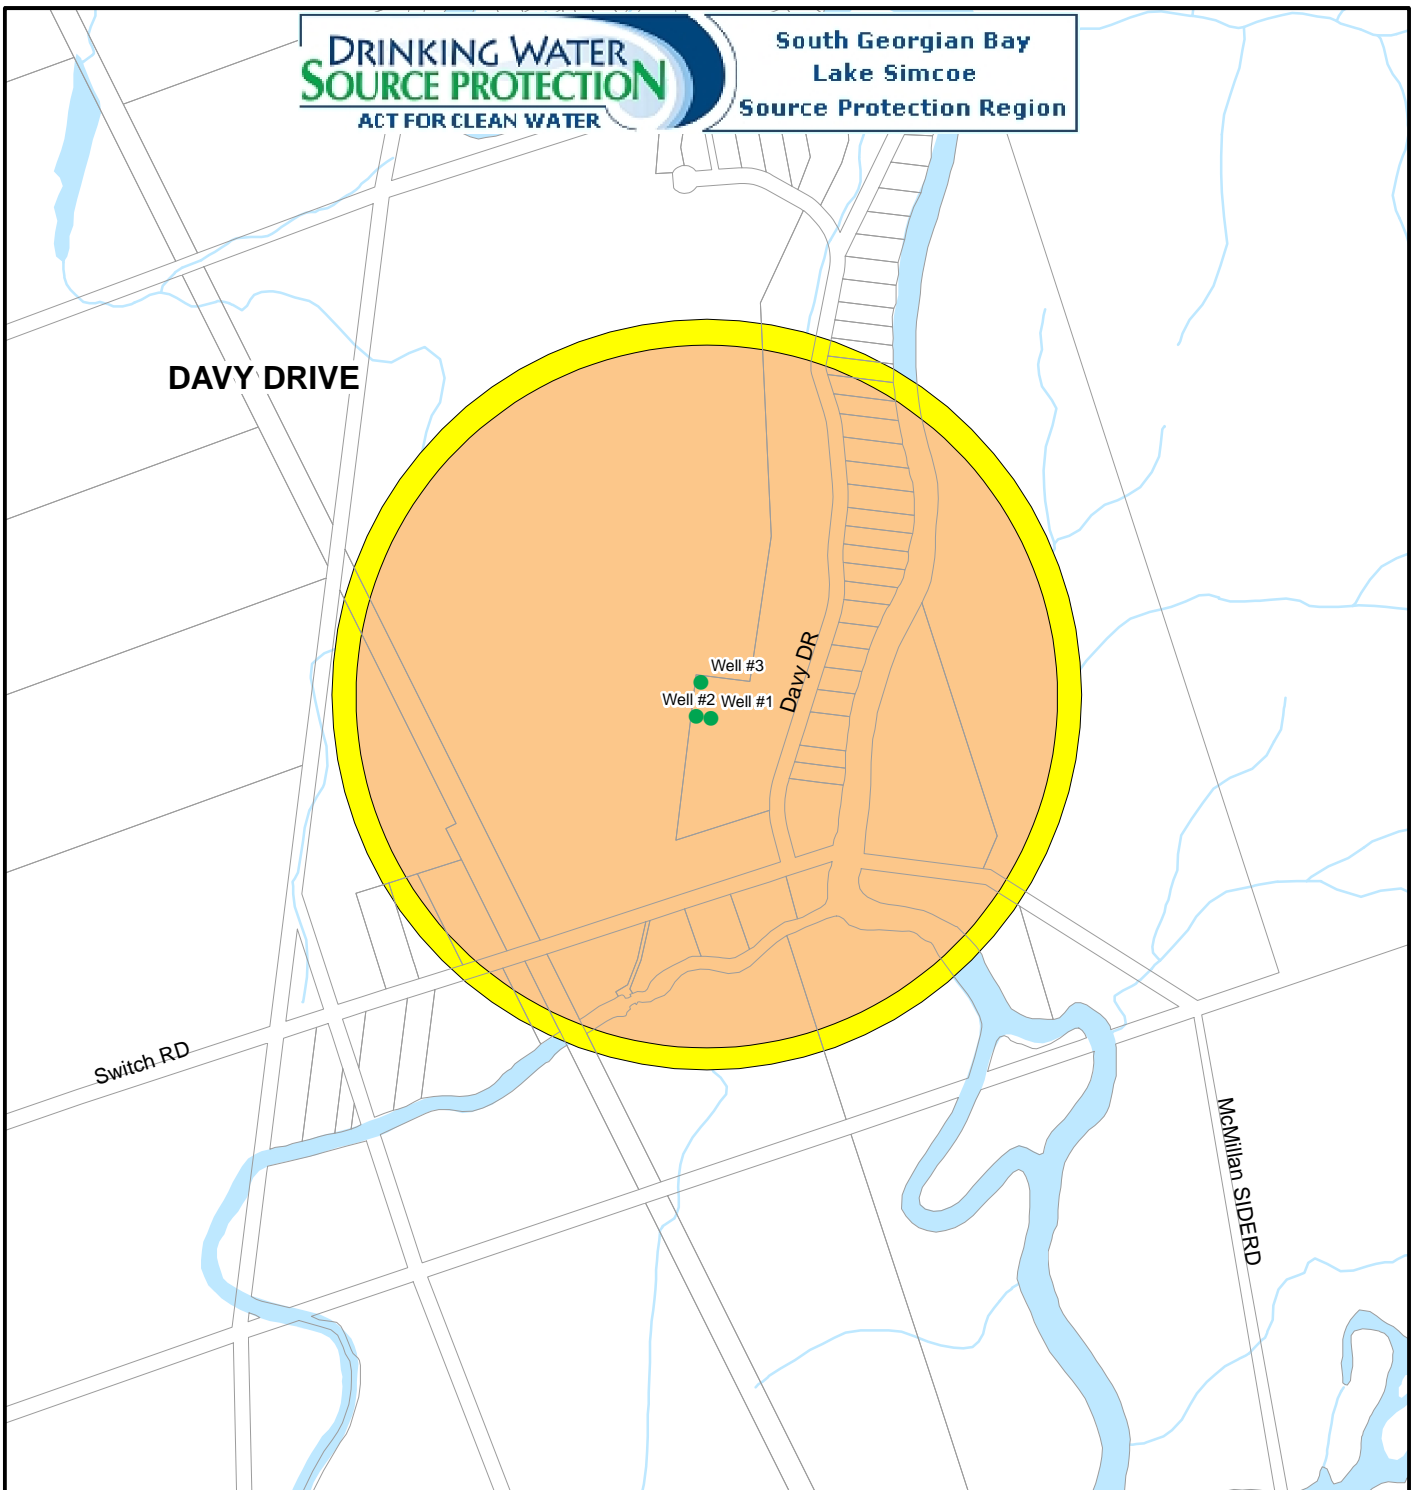 DRINKING WATER
SOURCE PROTECTION
ACT FOR CLEAN WATER
South Georgian Bay
Lake Simcoe
Source Protection Region
DAVY DRIVE
Well #3
Well #2
Well #1
Davy DR
Switch RD
McMillan SIDERD